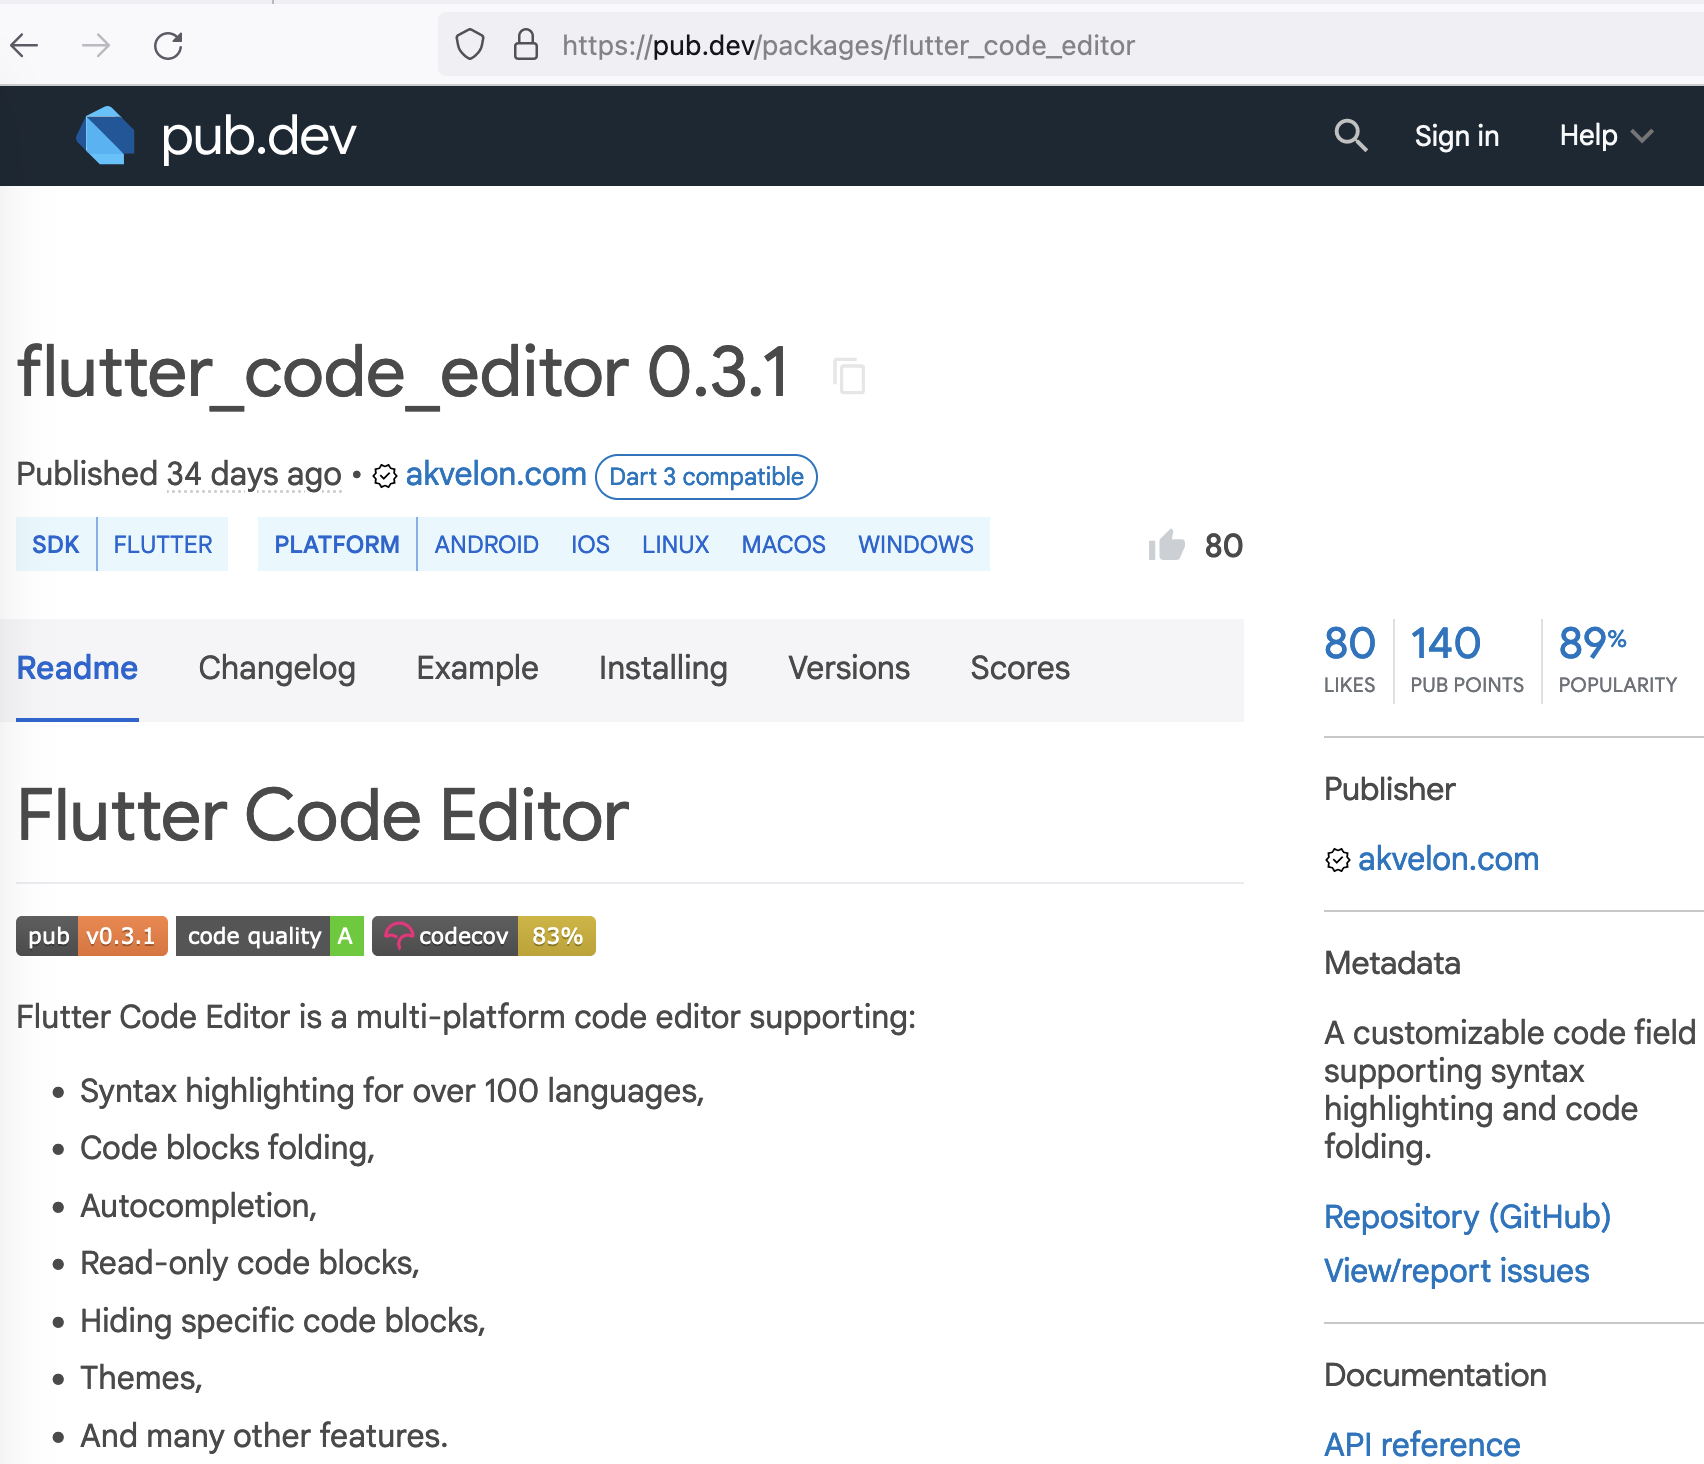 https://pub.dev/packages/flutter_code_editor
pub.dev
Sign in
Help
flutter_code_editor 0.3.1
Published 34 days ago • akvelon.com Dart 3 compatible
SDK FLUTTER PLATFORM ANDROID IOS LINUX MACOS WINDOWS
80
Readme Changelog Example Installing Versions Scores
Flutter Code Editor
pub v0.3.1 code quality A codecov 83%
Flutter Code Editor is a multi-platform code editor supporting:
• Syntax highlighting for over 100 languages,
• Code blocks folding,
• Autocompletion,
• Read-only code blocks,
• Hiding specific code blocks,
• Themes,
• And many other features.
80 140 89%
LIKES PUB POINTS POPULARITY
Publisher
akvelon.com
Metadata
A customizable code field
supporting syntax
highlighting and code
folding.
Repository (GitHub)
View/report issues
Documentation
API reference